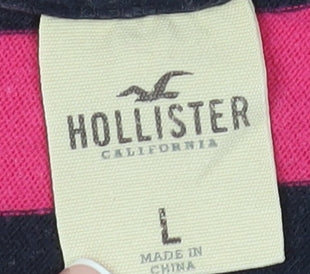 HOLLISTER
CALIFORNIA
L
MADE IN
CHINA